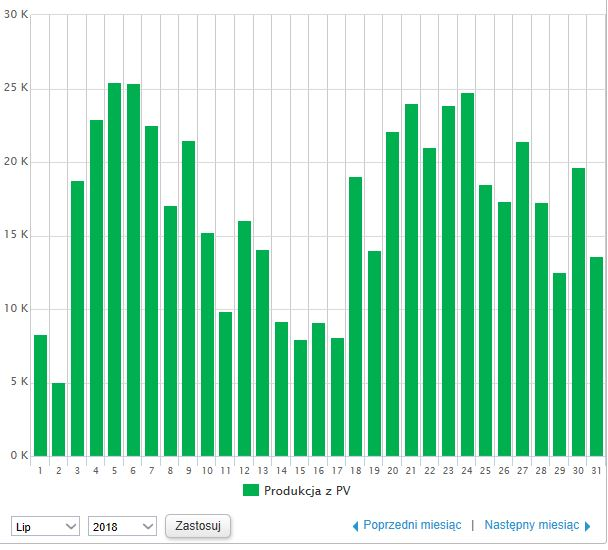 30 K
25 K
20 K
15 K
10 K
5 K
0 K
1 2 3 4 5 6 7 8 9 10 11 12 13 14 15 16 17 18 19 20 21 22 23 24 25 26 27 28 29 30 31
Produkcja z PV
Lip 2018 Zastosuj Poprzedni miesiąc | Następny miesiąc